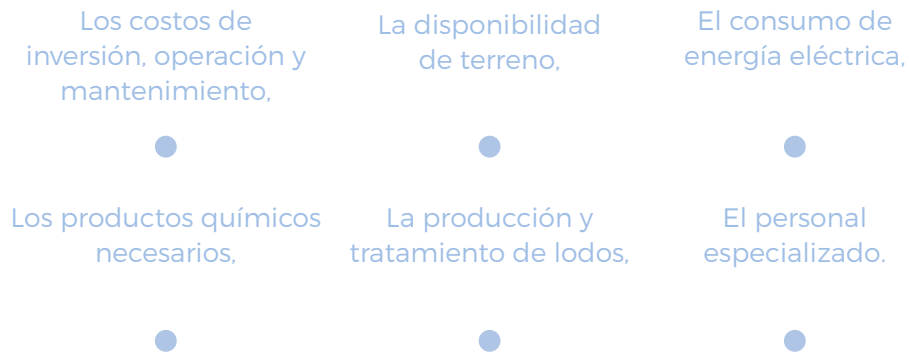 Los costos de
inversión, operación y
mantenimiento,
La disponibilidad
de terreno,
El consumo de
energía eléctrica,
Los productos químicos
necesarios,
La producción y
tratamiento de lodos,
El personal
especializado.